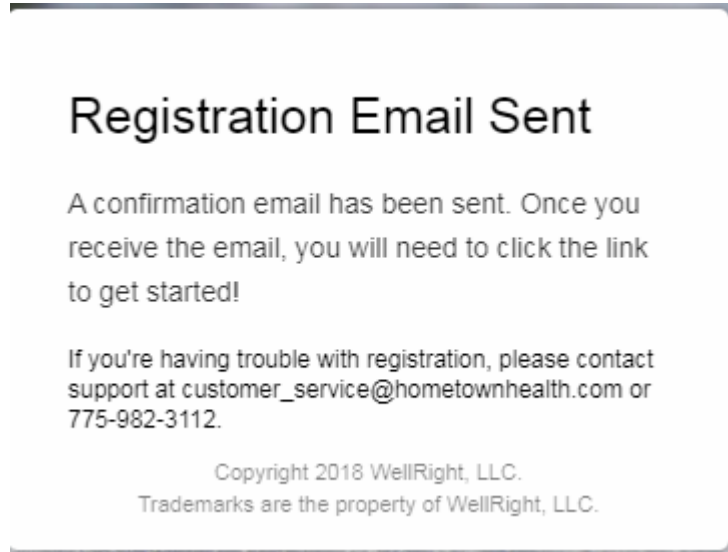 Registration Email Sent
A confirmation email has been sent. Once you
receive the email, you will need to click the link
to get started!
If you're having trouble with registration, please contact
support at customer_service@hometownhealth.com or
775-982-3112.
Copyright 2018 WellRight, LLC.
Trademarks are the property of WellRight, LLC.